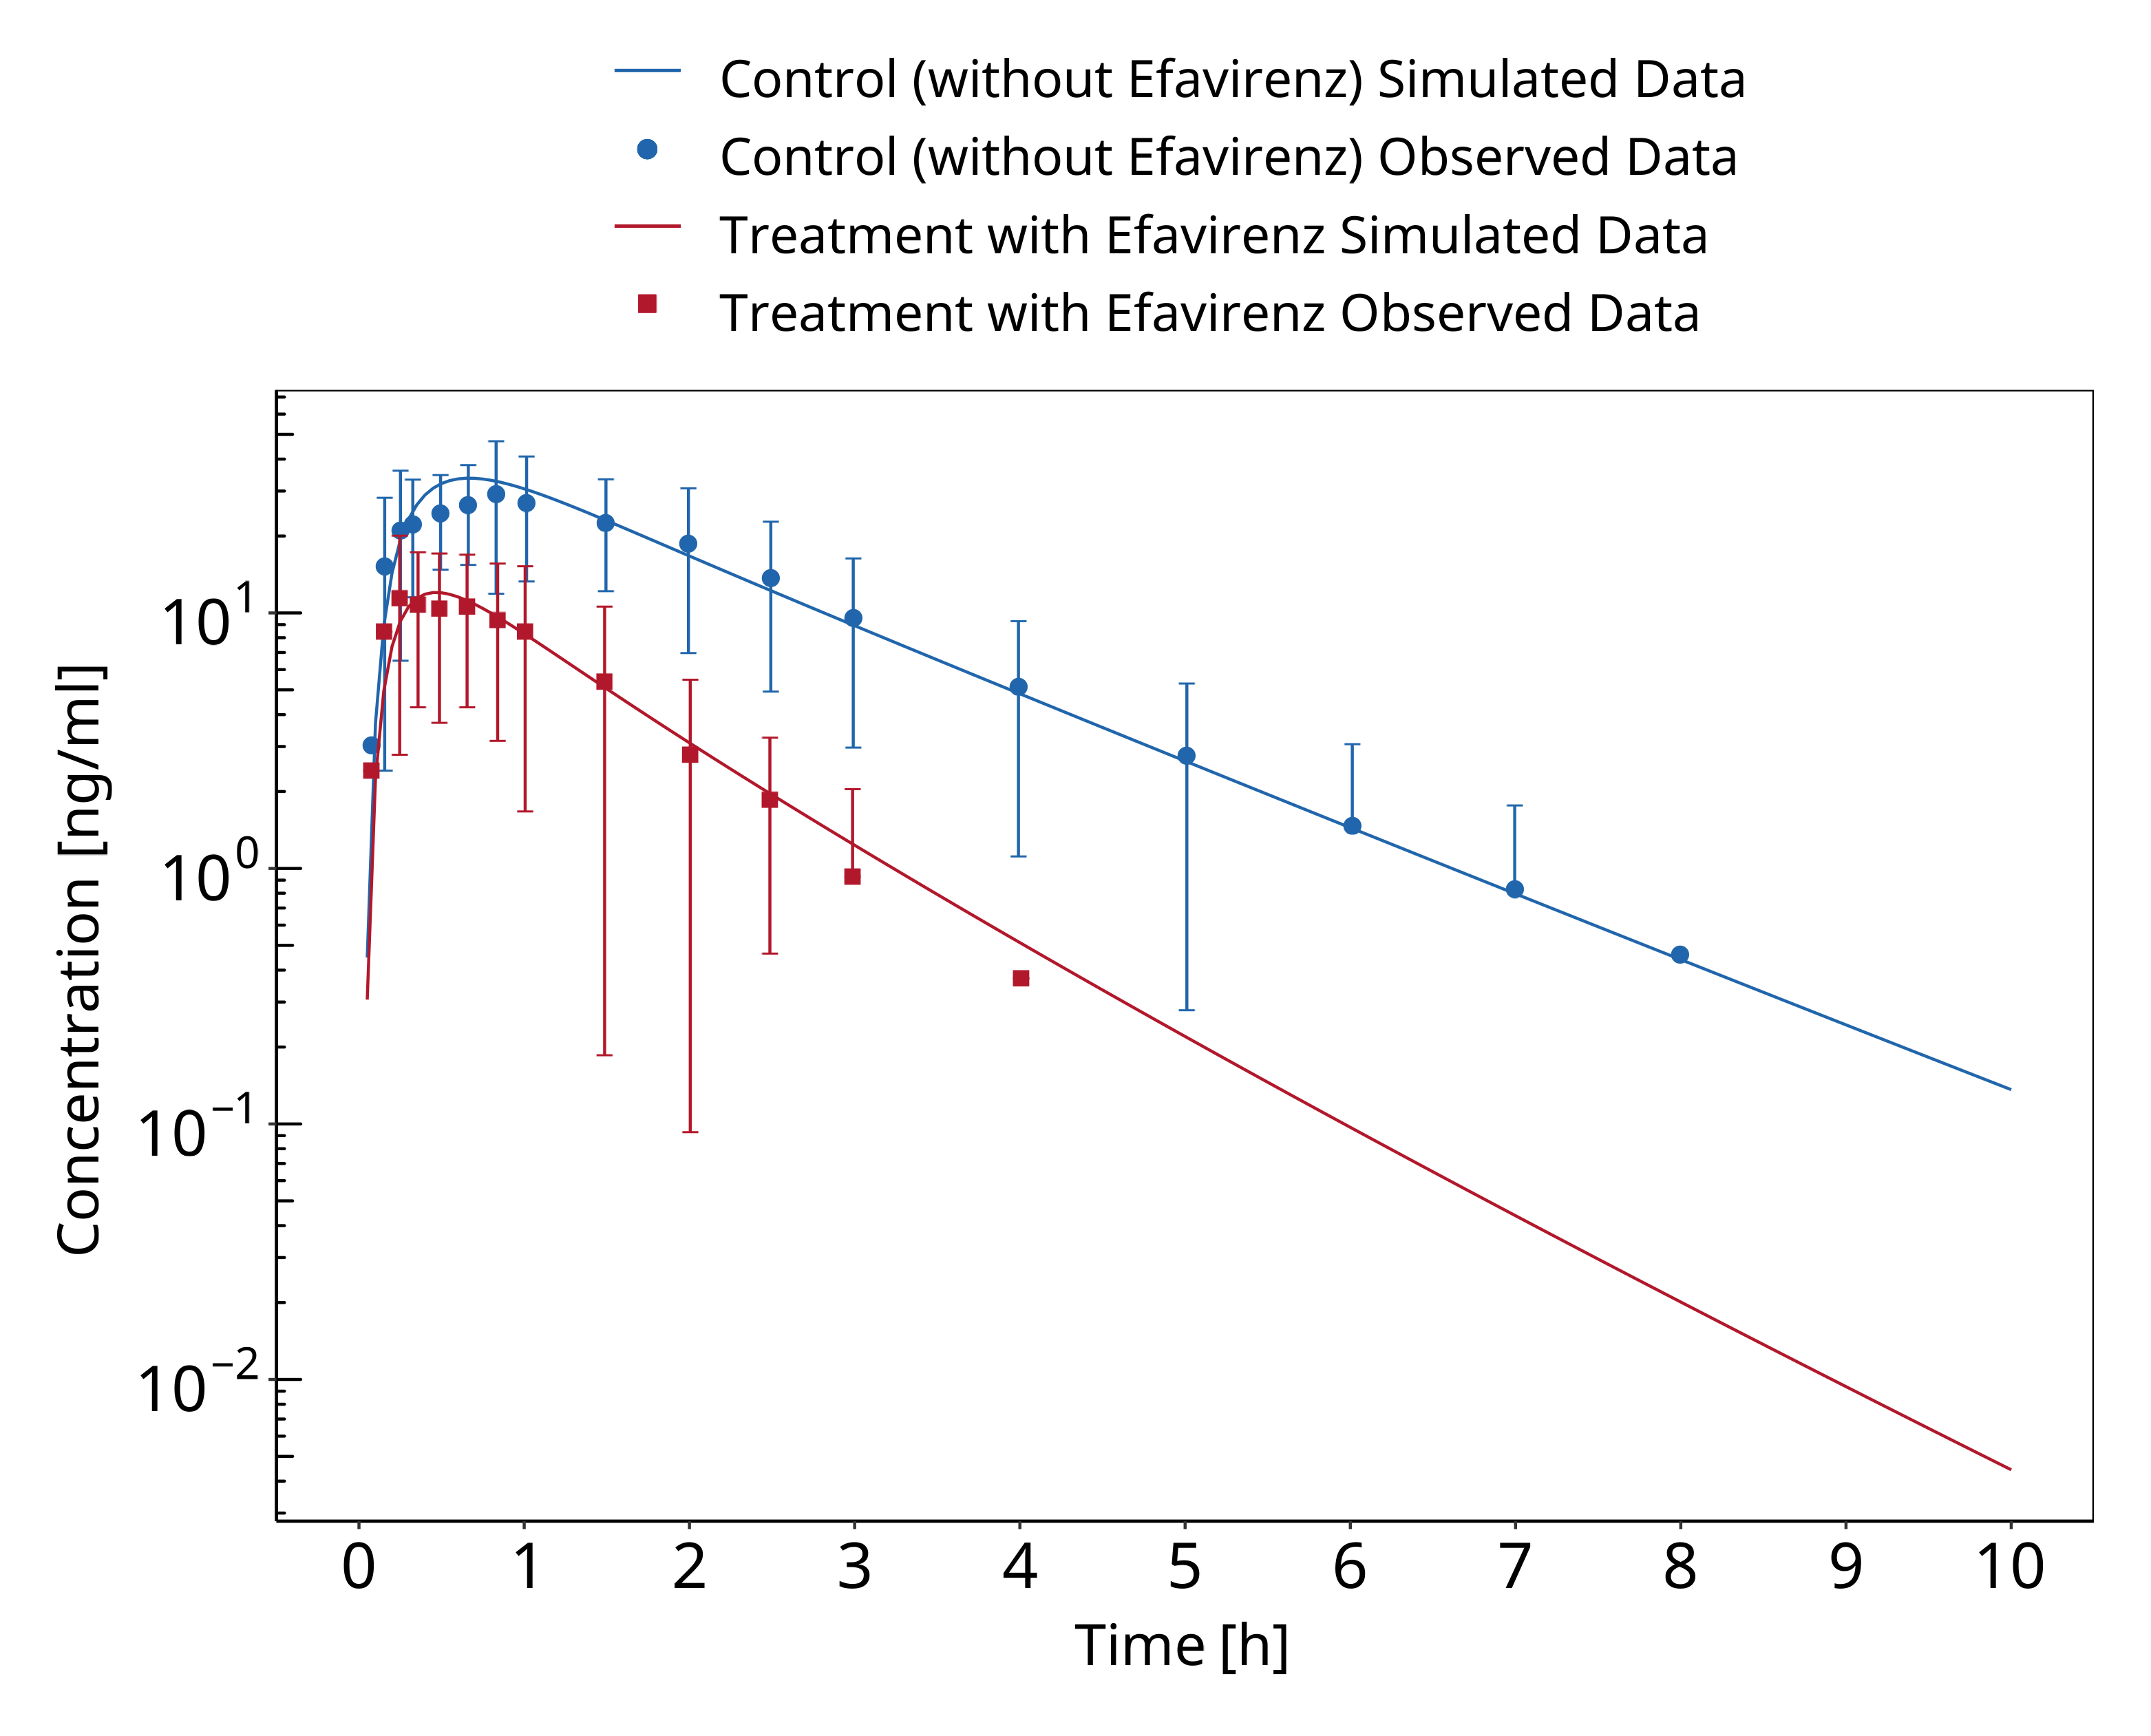 Control (without Efavirenz) Simulated Data
Control (without Efavirenz) Observed Data
Treatment with Efavirenz Simulated Data
Treatment with Efavirenz Observed Data
Concentration [ng/ml]
10^1
10^0
10^−1
10^−2
0 1 2 3 4 5 6 7 8 9 10
Time [h]